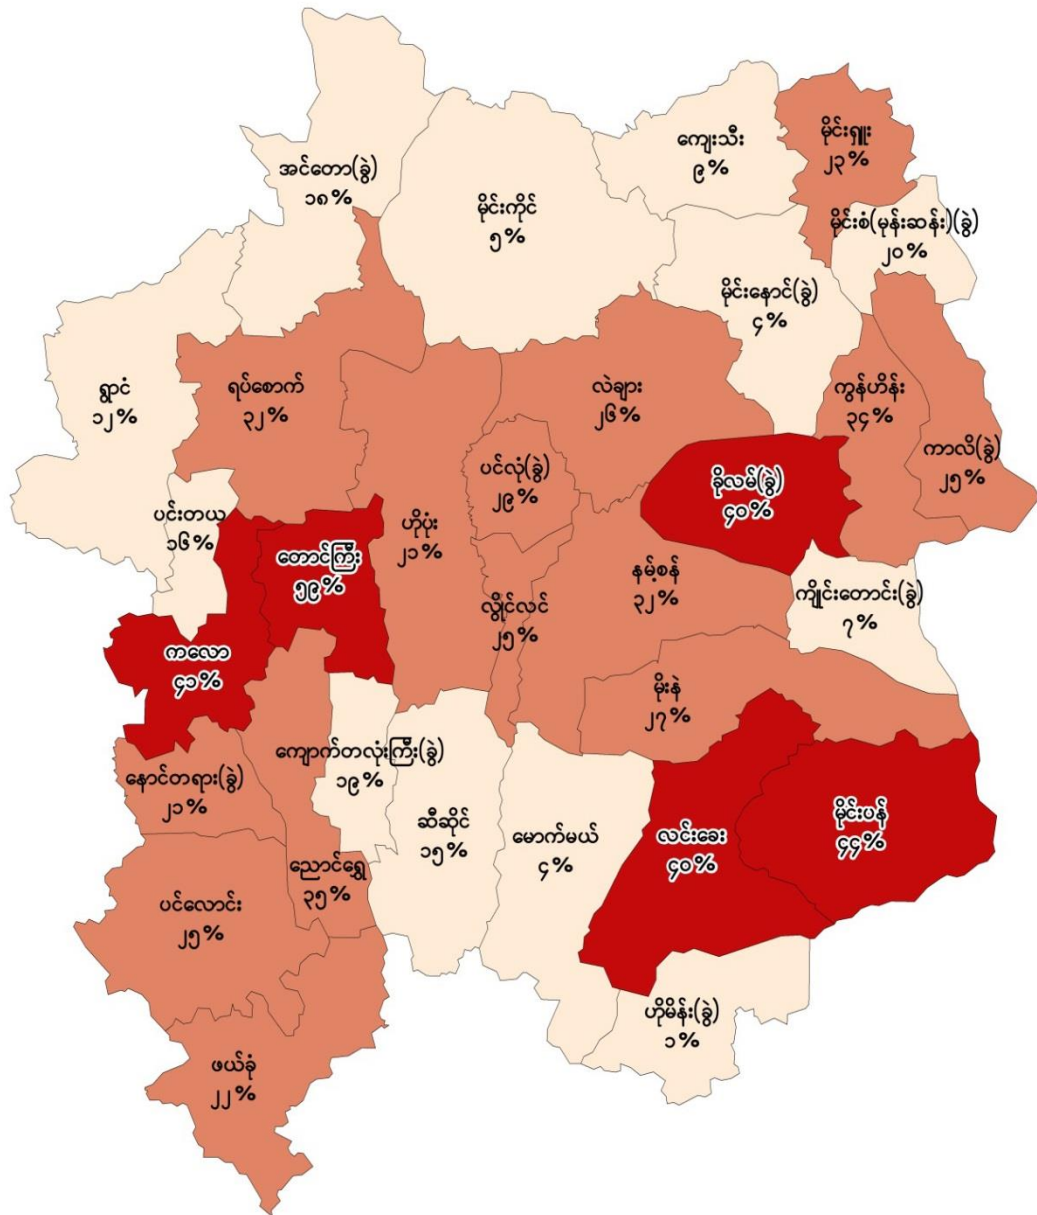 ကျေးသီး
၉%
မိုင်းရှူး
၂၃%
အင်တော(ခွဲ)
၁၈%
မိုင်းကိုင်
၅%
မိုင်းစံ(မုန်းဆန်း)(ခွဲ)
၂၀%
မိုင်းနောင်(ခွဲ)
၄%
ရွာငံ
၁၂%
ရပ်စောက်
၃၂%
လဲချား
၂၆%
ကွန်ဟိန်း
၃၄%
ကာလိ(ခွဲ)
၂၅%
ပင်လုံ(ခွဲ)
၂၉%
ခိုလမ်(ခွဲ)
၄၀%
ပင်းတယ
၁၆%
ဟိုပုံး
၂၁%
တောင်ကြီး
၅၉%
နမ့်စန်
၃၂%
ကျိုင်းတောင်း(ခွဲ)
၇%
လွိုင်လင်
၂၅%
ကလော
၄၁%
မိုးနဲ
၂၇%
ကျောက်တလုံးကြီး(ခွဲ)
၁၉%
နောင်တရား(ခွဲ)
၂၁%
ဆီဆိုင်
၁၅%
မောက်မယ်
၄%
လင်းခေး
၄၀%
မိုင်းပန်
၄၄%
ညောင်ရွှေ
၃၅%
ပင်လောင်း
၂၅%
ဟိုမိန်း(ခွဲ)
၁%
ဖယ်ခုံ
၂၂%